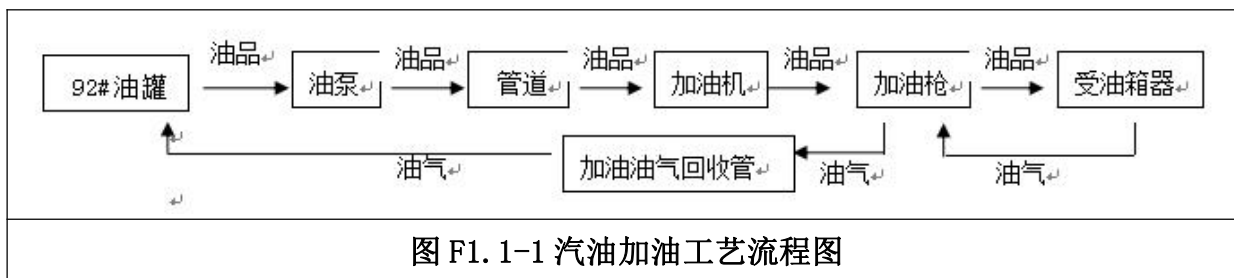 油品 油品 油品 油品 油品
92#油罐 油泵 管道 加油机 加油枪 受油箱器
油气 加油油气回收管 油气 油气
图 F1.1-1 汽油加油工艺流程图